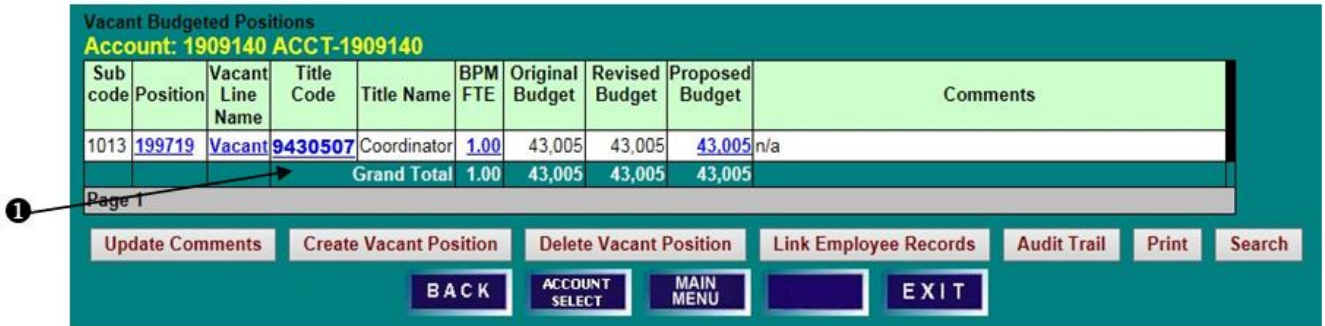 Vacant Budgeted Positions
Account: 1909140 ACCT-1909140
Sub code Position Vacant Line Name Title Code Title Name BPM FTE Original Budget Revised Budget Proposed Budget Comments
1013 199719 Vacant 9430507 Coordinator 1.00 43,005 43,005 43,005 n/a
Grand Total 1.00 43,005 43,005 43,005
Page 1
❶
Update Comments Create Vacant Position Delete Vacant Position Link Employee Records Audit Trail Print Search
BACK ACCOUNT SELECT MAIN MENU EXIT